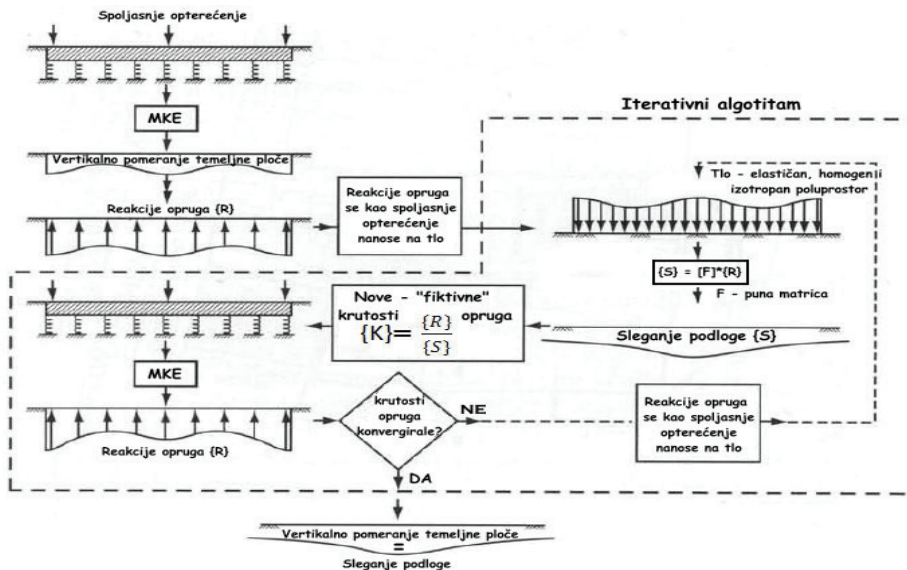 Spoljasnje opterećenje
MKE
Vertikalno pomeranje temeljne ploče
Reakcije opruga {R}
Reakcije opruga
se kao spoljasnje
opterećenje
nanose na tlo
Iterativni algotitam
Tlo - elastičan, homogen i
izotropan poluprostor
{S} = [F]*{R}
F - puna matrica
Sleganje podloge {S}
Nove - "fiktivne"
krutosti opruga
{K}= {R}
{S}
MKE
Reakcije opruga {R}
krutosti
opruga
konvergirale?
NE
Reakcije opruga
se kao spoljasnje
opterećenje
nanose na tlo
DA
Vertikalno pomeranje temeljne ploče
=
Sleganje podloge